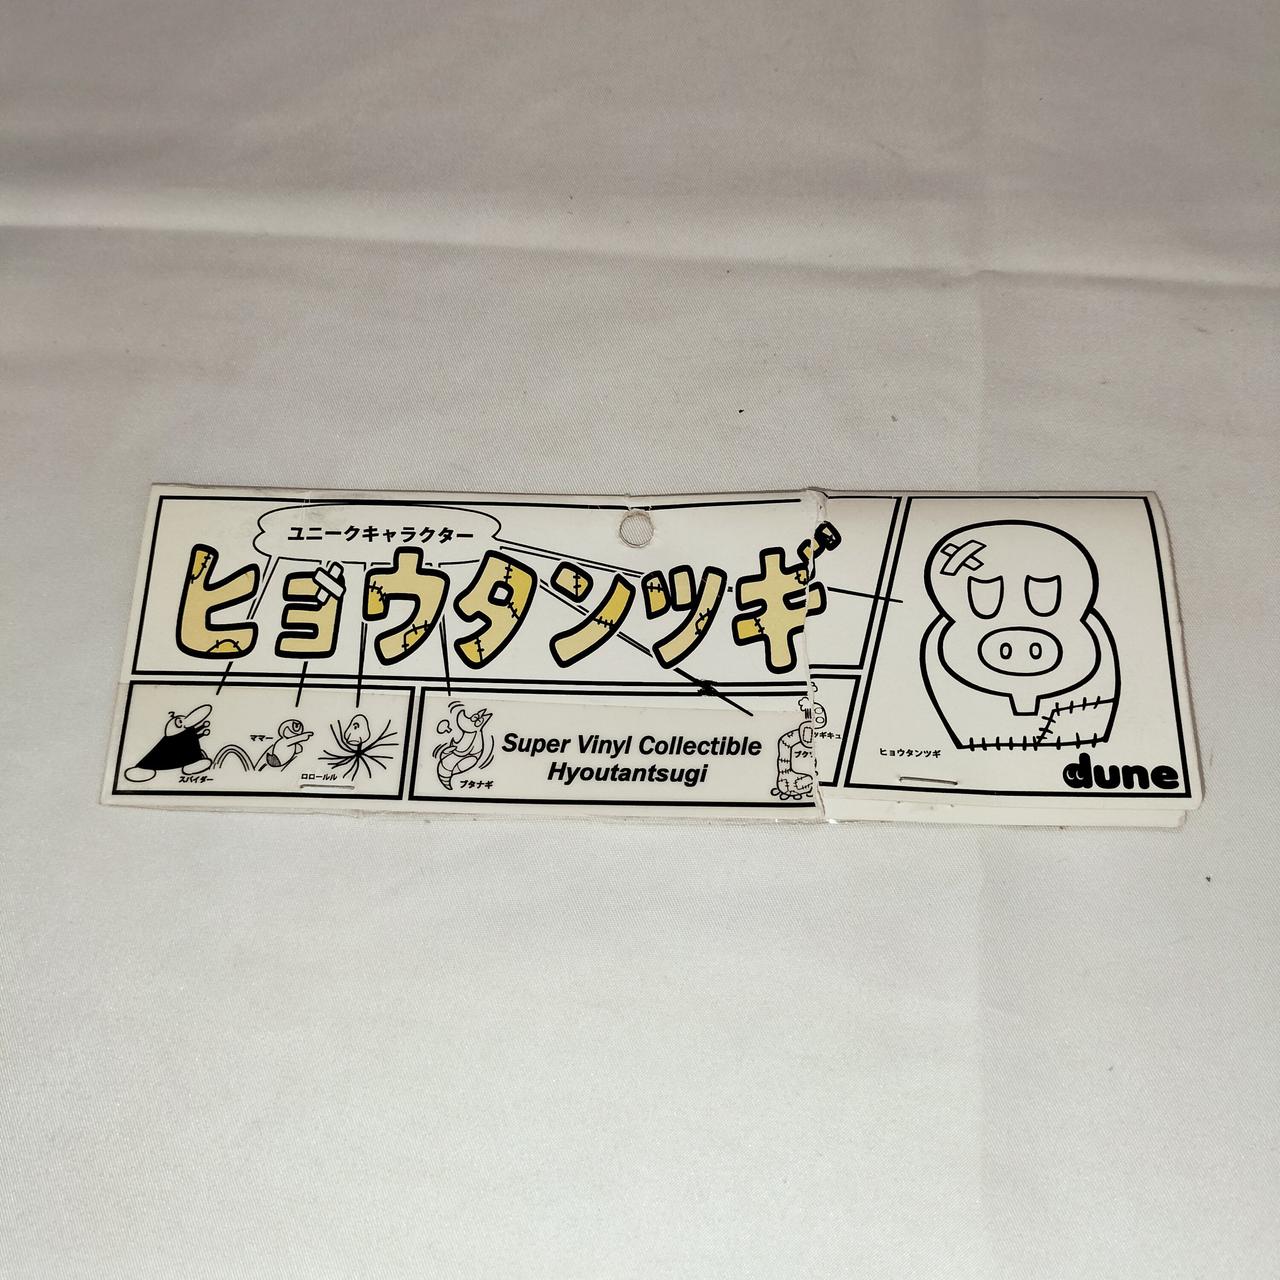 ユニークキャラクター
ヒョウタンツギ
スパイダー
ママー
ロロールル
ブタナギ
Super Vinyl Collectible
Hyoutantsugi
ヒョウタンツギ
dune